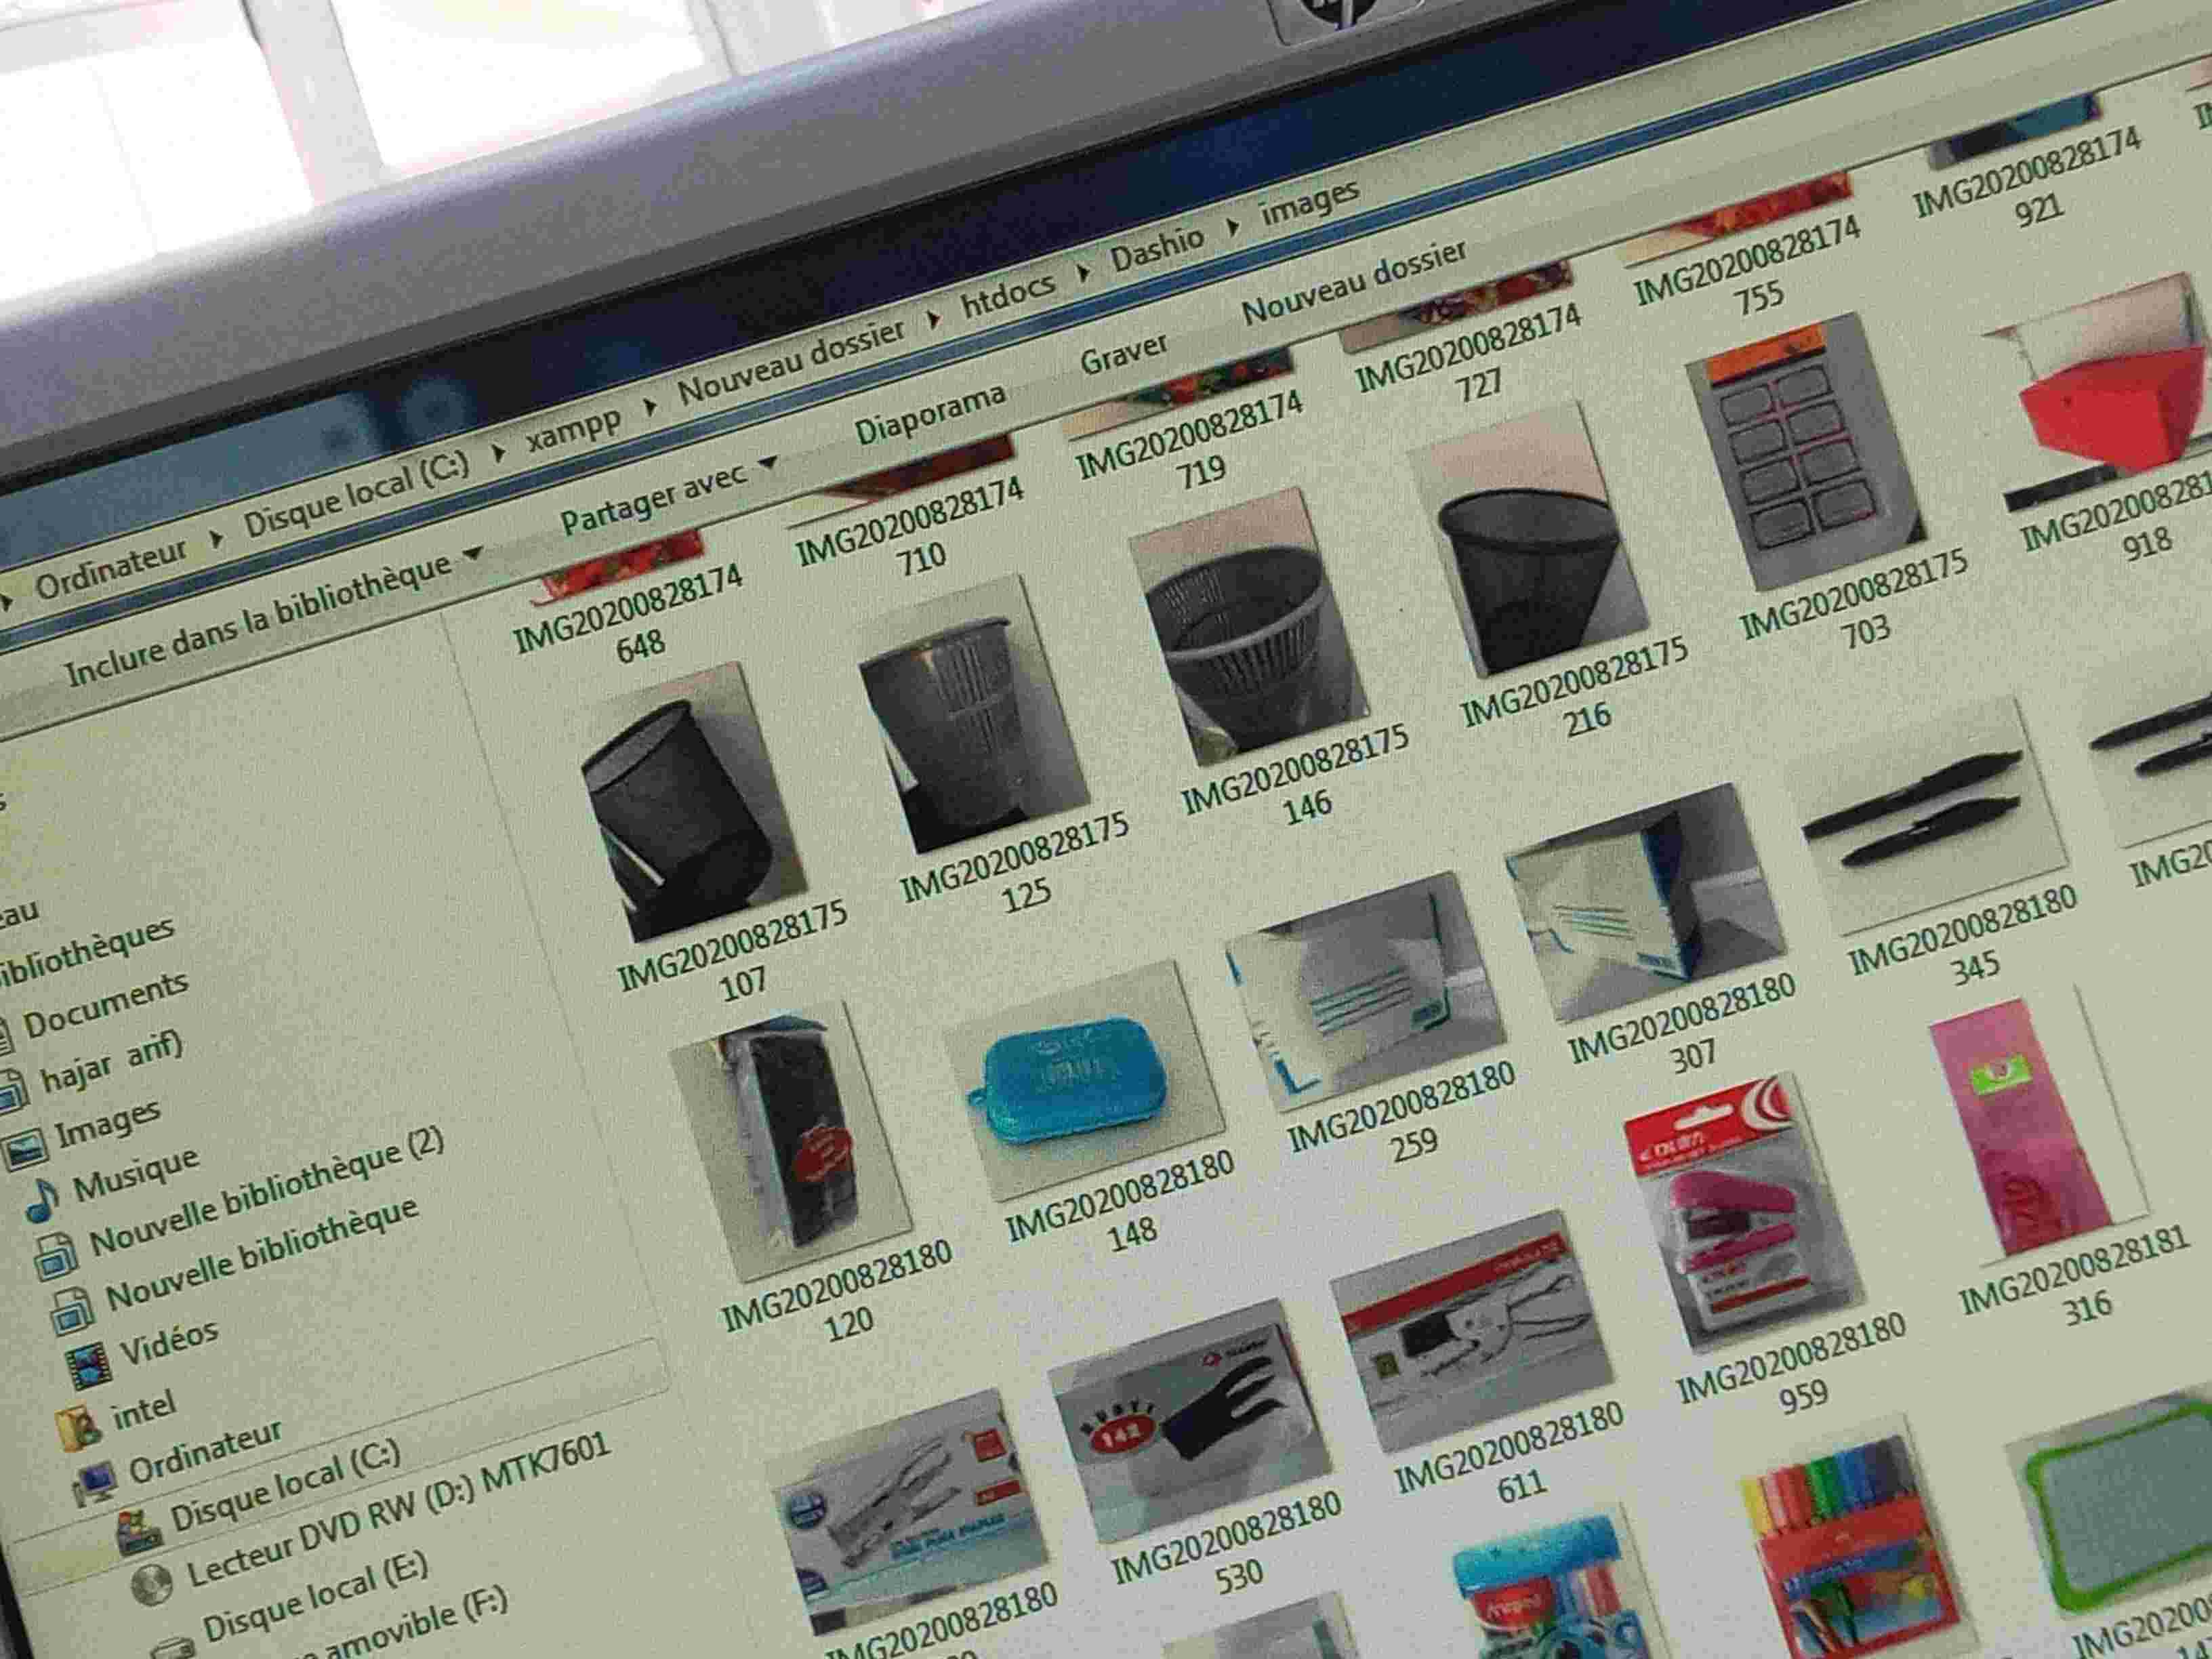 Ordinateur ▸ Disque local (C:) ▸ xampp ▸ Nouveau dossier ▸ htdocs ▸ Dashio ▸ images
Inclure dans la bibliothèque ▾ Partager avec ▾ Diaporama Graver Nouveau dossier
Documents
hajar arif)
Images
Musique
Nouvelle bibliothèque (2)
Nouvelle bibliothèque
Vidéos
intel
Ordinateur
Disque local (C:)
Lecteur DVD RW (D:) MTK7601
Disque local (E:)
amovible (F:)
IMG20200828174
648
IMG20200828174
710
IMG20200828174
719
IMG20200828174
727
IMG20200828174
755
IMG20200828174
921
IMG20200828175
107
IMG20200828175
125
IMG20200828175
146
IMG20200828175
216
IMG20200828175
703
918
IMG20200828180
120
IMG20200828180
148
IMG20200828180
259
IMG20200828180
307
IMG20200828180
345
IMG20200828180
142
IMG20200828180
530
IMG20200828180
611
IMG20200828180
959
IMG20200828181
316